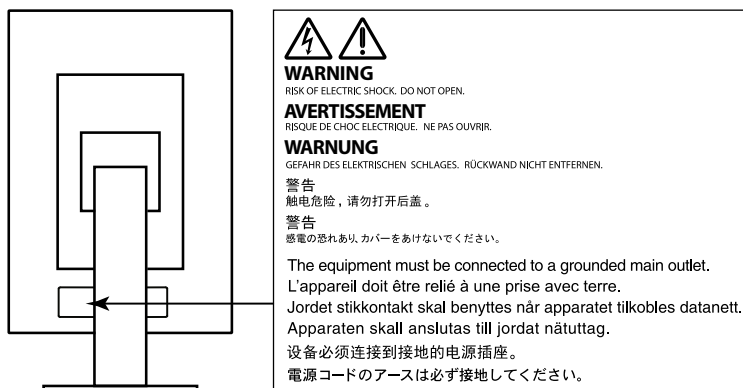 WARNING
RISK OF ELECTRIC SHOCK. DO NOT OPEN.
AVERTISSEMENT
RISQUE DE CHOC ELECTRIQUE. NE PAS OUVRIR.
WARNUNG
GEFAHR DES ELEKTRISCHEN SCHLAGES. RÜCKWAND NICHT ENTFERNEN.
警告
触电危险，请勿打开后盖。
警告
感電の恐れあり、カバーをあけないでください。
The equipment must be connected to a grounded main outlet.
L'appareil doit être relié à une prise avec terre.
Jordet stikkontakt skal benyttes når apparatet tilkobles datanett.
Apparaten skall anslutas till jordat nätuttag.
设备必须连接到接地的电源插座。
電源コードのアースは必ず接地してください。